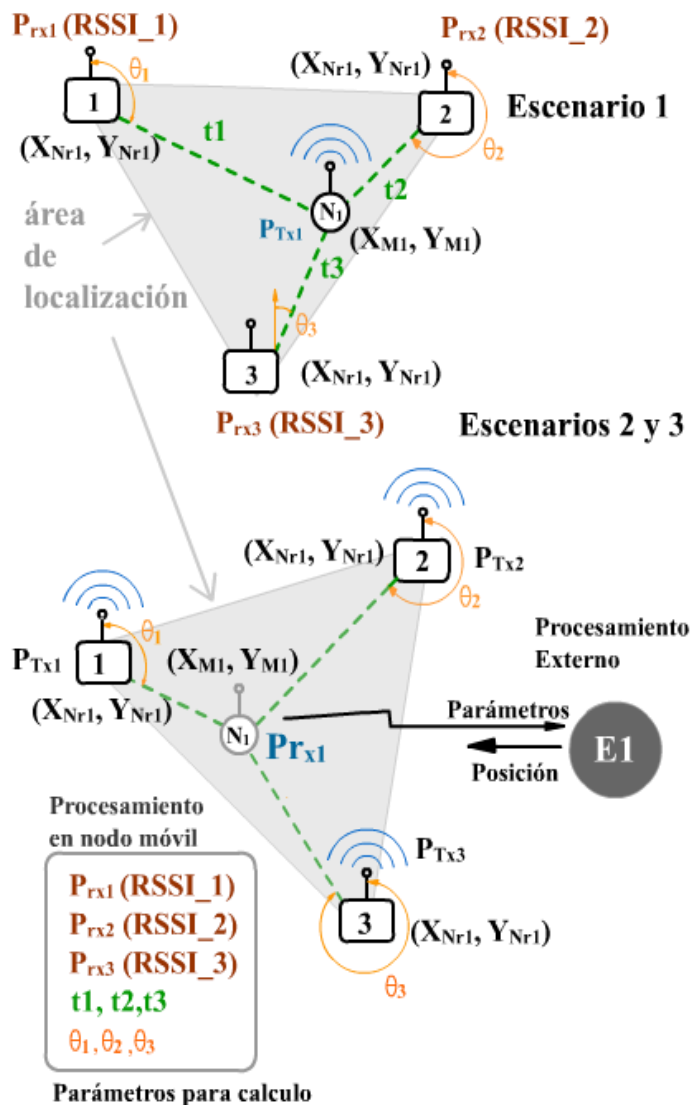 Prx1 (RSSI_1)
Prx2 (RSSI_2)
θ1
(XNr1, YNr1)
1
2
Escenario 1
(XNr1, YNr1)
t1
θ2
t2
área
de
localización
N1
PTx1
(XM1, YM1)
t3
θ3
3
(XNr1, YNr1)
Prx3 (RSSI_3)
Escenarios 2 y 3
(XNr1, YNr1)
2
PTx2
θ2
θ1
PTx1
1
(XM1, YM1)
(XNr1, YNr1)
Procesamiento
Externo
N1
Prx1
Parámetros
E1
Posición
Procesamiento
en nodo móvil
PTx3
Prx1 (RSSI_1)
Prx2 (RSSI_2)
Prx3 (RSSI_3)
t1, t2,t3
θ1,θ2,θ3
3
(XNr1, YNr1)
θ3
Parámetros para calculo